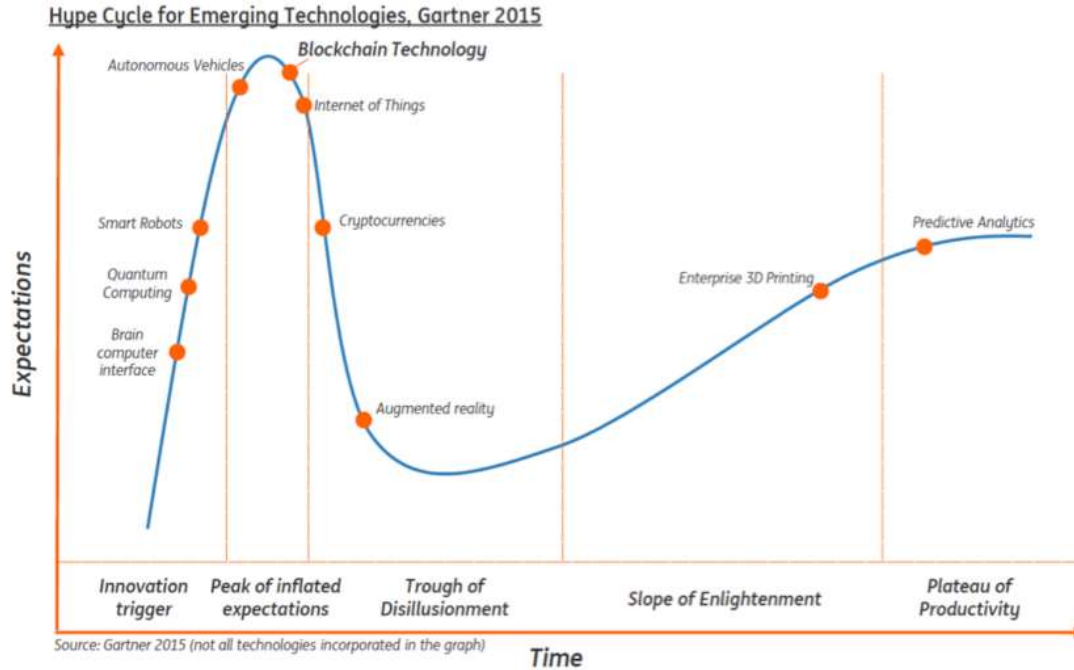 Hype Cycle for Emerging Technologies, Gartner 2015
Blockchain Technology
Autonomous Vehicles
Internet of Things
Smart Robots
Cryptocurrencies
Predictive Analytics
Quantum
Computing
Enterprise 3D Printing
Brain
computer
interface
Augmented reality
Expectations
Innovation
trigger
Peak of inflated
expectations
Trough of
Disillusionment
Slope of Enlightenment
Plateau of
Productivity
Source: Gartner 2015 (not all technologies incorporated in the graph)
Time